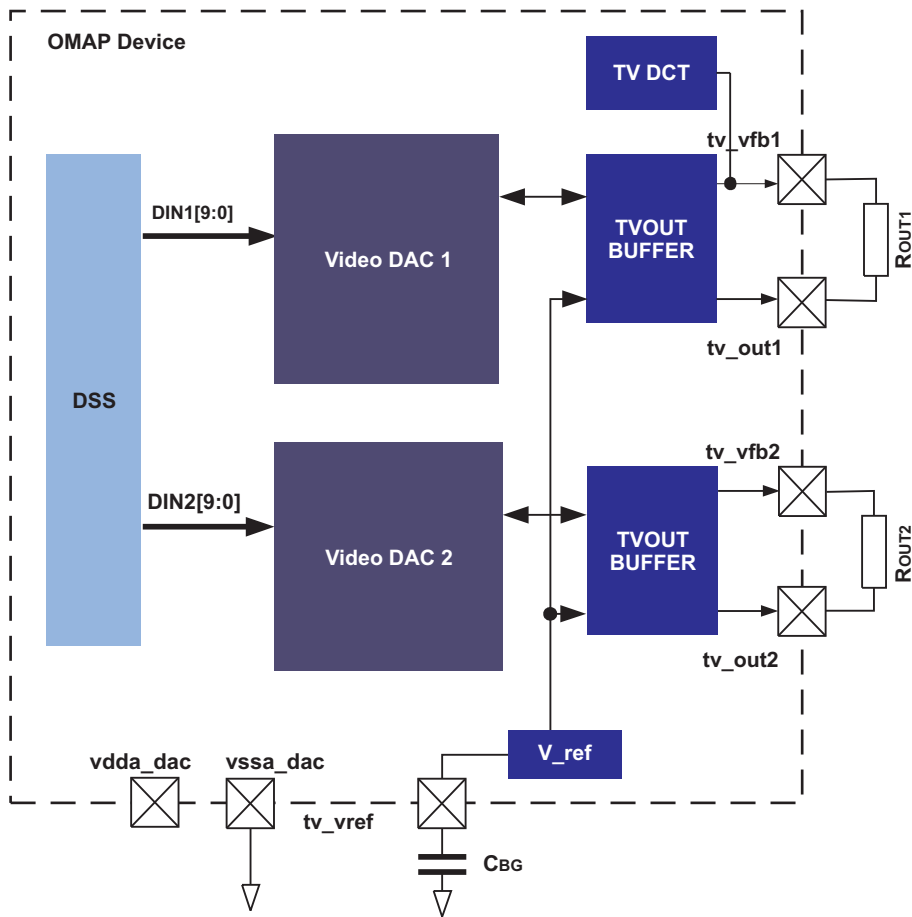 OMAP Device
TV DCT
tv_vfb1
DIN1[9:0]
Video DAC 1
TVOUT
BUFFER
ROUT1
tv_out1
DSS
tv_vfb2
DIN2[9:0]
Video DAC 2
TVOUT
BUFFER
ROUT2
tv_out2
V_ref
vdda_dac
vssa_dac
tv_vref
CBG